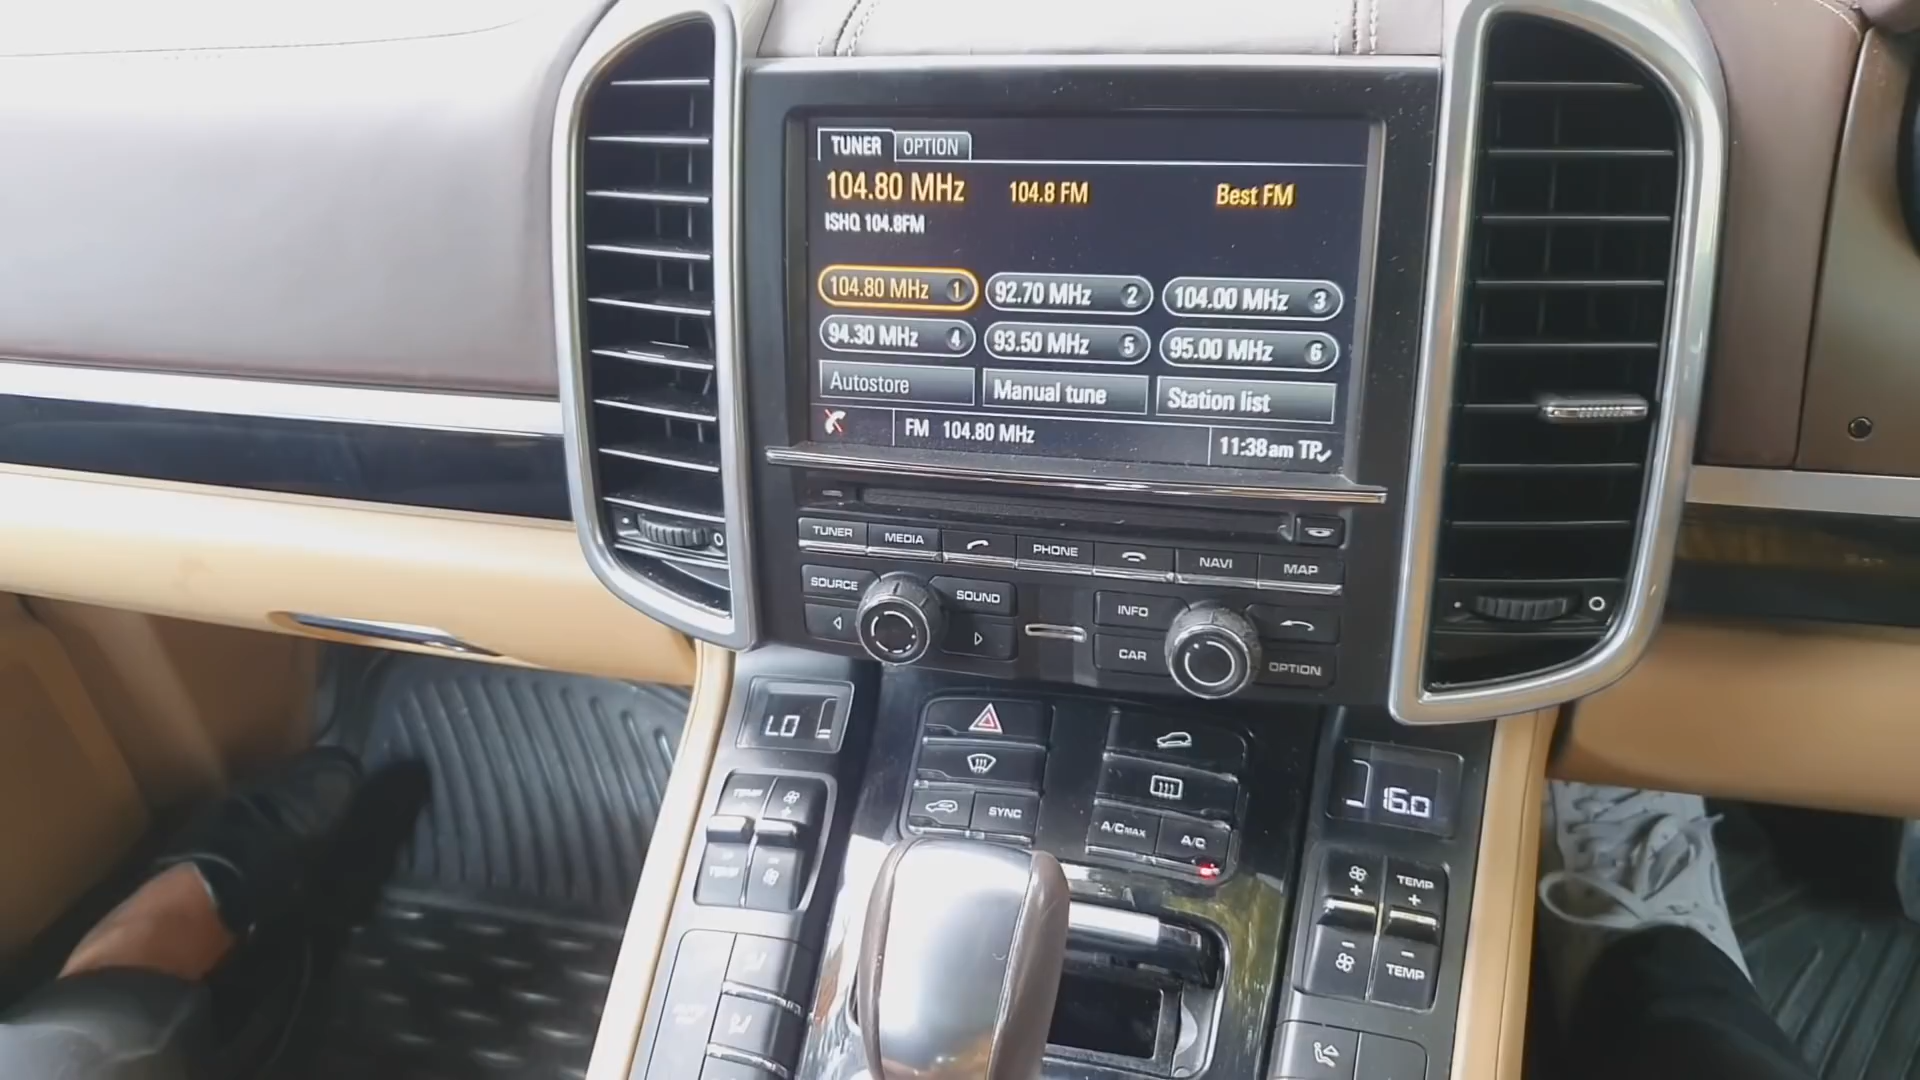 TUNER OPTION
104.80 MHz 104.8 FM Best FM
ISHQ 104.8FM
104.80 MHz 1 92.70 MHz 2 104.00 MHz 3
94.30 MHz 4 93.50 MHz 5 95.00 MHz 6
Autostore Manual tune Station list
FM 104.80 MHz 11:38am TP
TUNER MEDIA PHONE NAVI MAP
SOURCE SOUND INFO
CAR OPTION
LO
SYNC
16.0
A/C MAX A/C
TEMP +
TEMP
+ TEMP +
- TEMP